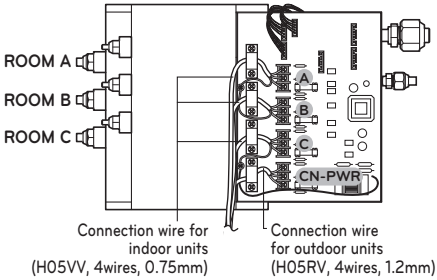 ROOM A
ROOM B
ROOM C
A
B
C
CN-PWR
Connection wire for
indoor units
(H05VV, 4wires, 0.75mm)
Connection wire
for outdoor units
(H05RV, 4wires, 1.2mm)